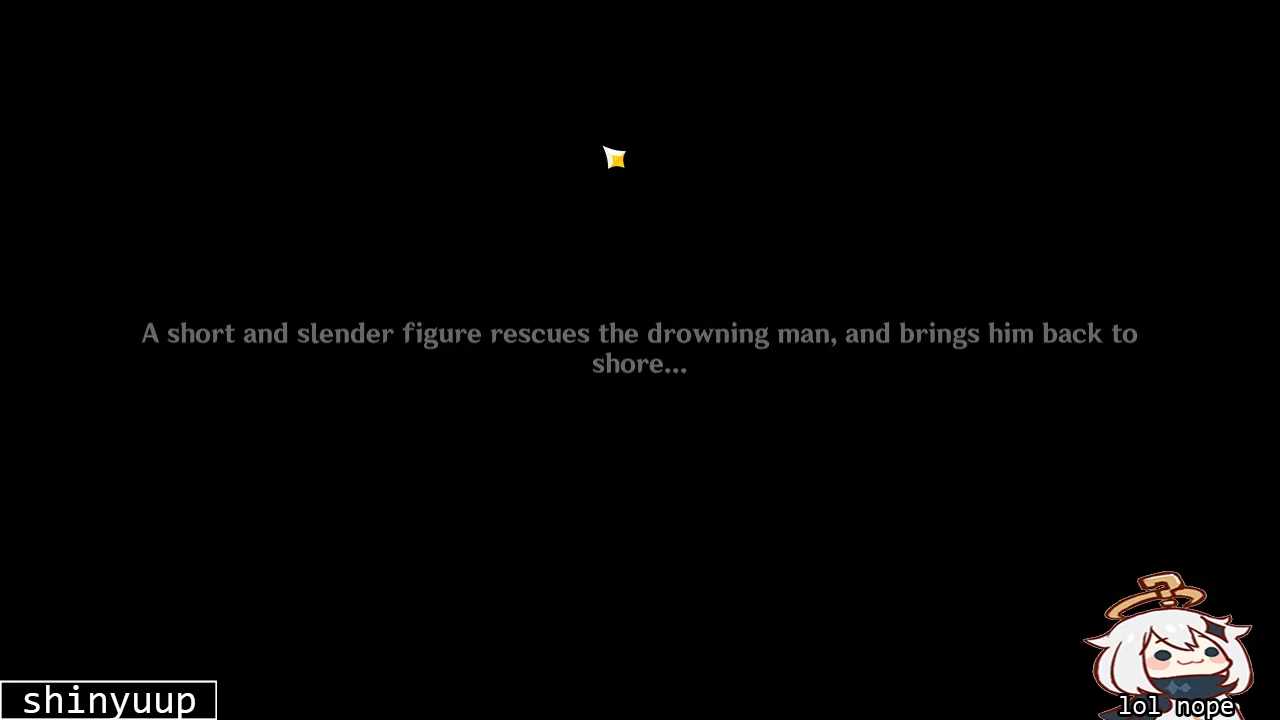 A short and slender figure rescues the drowning man, and brings him back to
shore...
shinyuup
lol nope